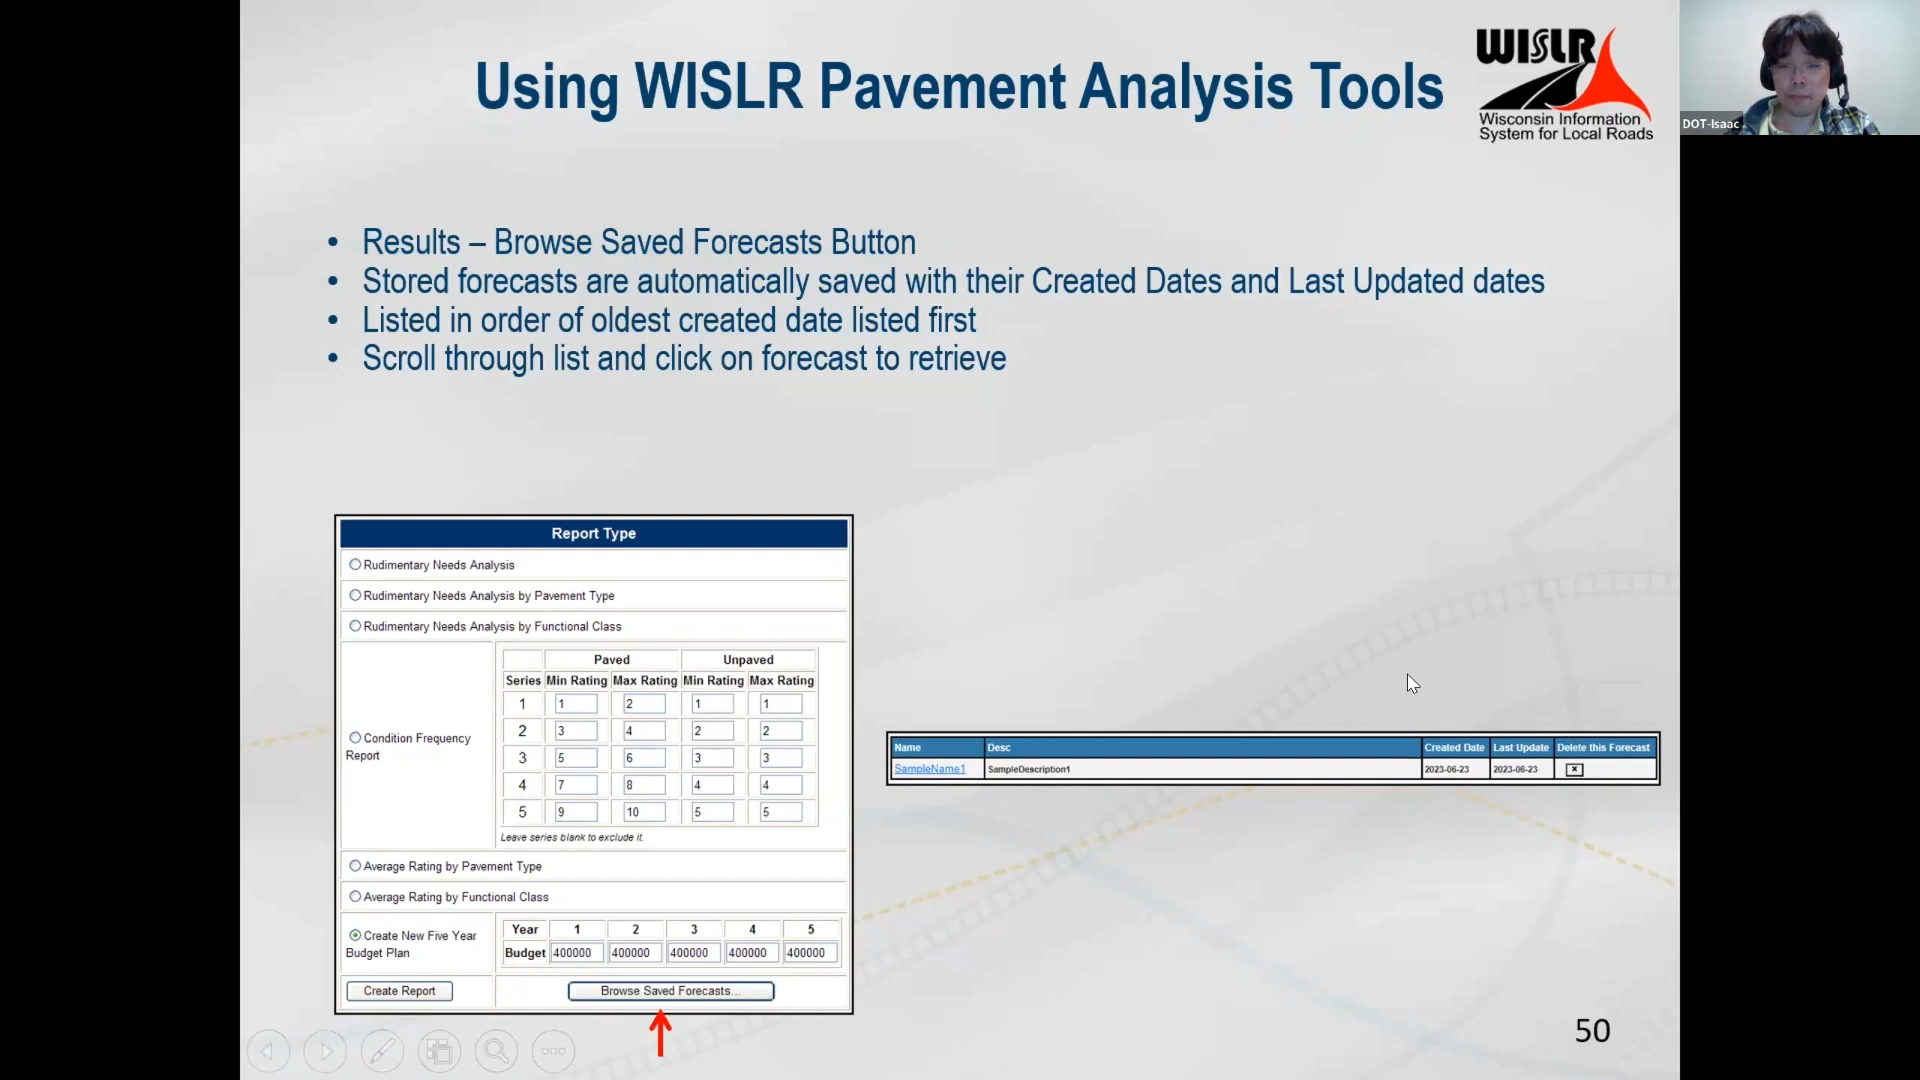 Using WISLR Pavement Analysis Tools
WISLR
Wisconsin Information
System for Local Roads
DOT-Isaac
• Results – Browse Saved Forecasts Button
• Stored forecasts are automatically saved with their Created Dates and Last Updated dates
• Listed in order of oldest created date listed first
• Scroll through list and click on forecast to retrieve
Report Type
Rudimentary Needs Analysis
Rudimentary Needs Analysis by Pavement Type
Rudimentary Needs Analysis by Functional Class
Condition Frequency
Report
Paved Unpaved
Series Min Rating Max Rating Min Rating Max Rating
1 1 2 1 1
2 3 4 2 2
3 5 6 3 3
4 7 8 4 4
5 9 10 5 5
Leave series blank to exclude it.
Average Rating by Pavement Type
Average Rating by Functional Class
Create New Five Year
Budget Plan
Year 1 2 3 4 5
Budget 400000 400000 400000 400000 400000
Create Report
Browse Saved Forecasts...
Name Desc Created Date Last Update Delete this Forecast
SampleName1 SampleDescription1 2023-06-23 2023-06-23 x
50